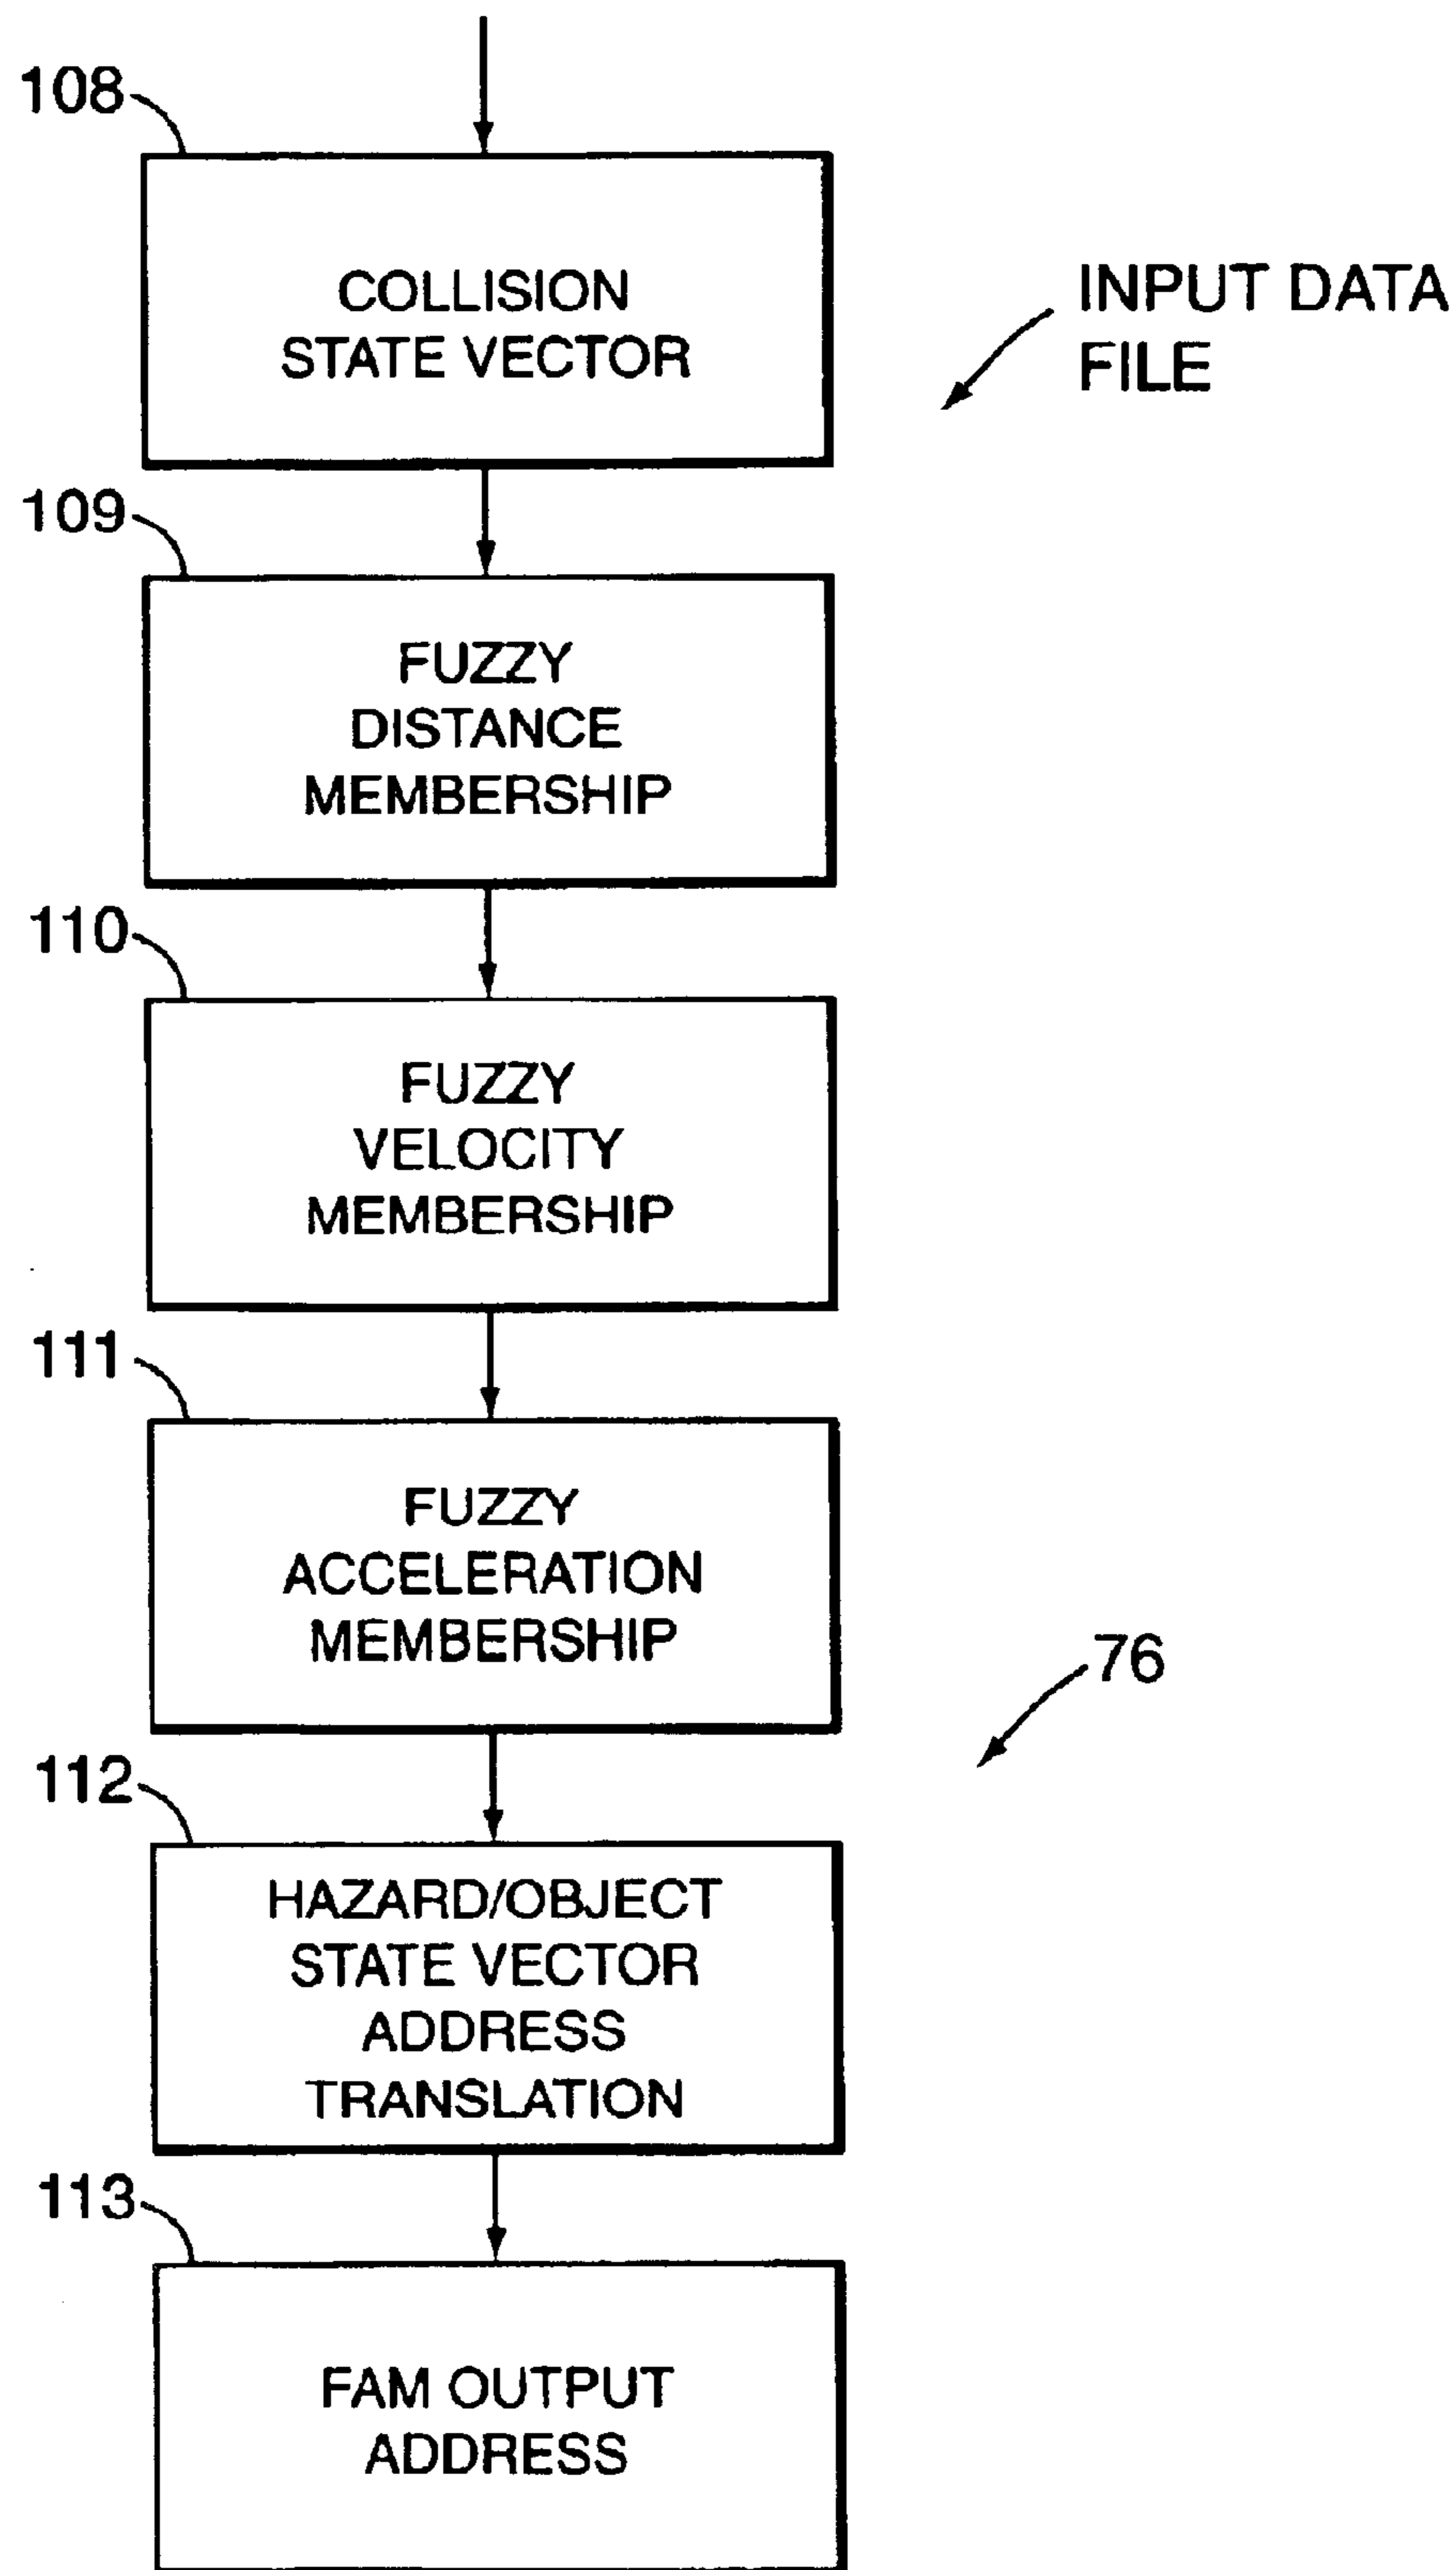 108
COLLISION
STATE VECTOR
INPUT DATA
FILE
109
FUZZY
DISTANCE
MEMBERSHIP
110
FUZZY
VELOCITY
MEMBERSHIP
111
FUZZY
ACCELERATION
MEMBERSHIP
76
112
HAZARD/OBJECT
STATE VECTOR
ADDRESS
TRANSLATION
113
FAM OUTPUT
ADDRESS